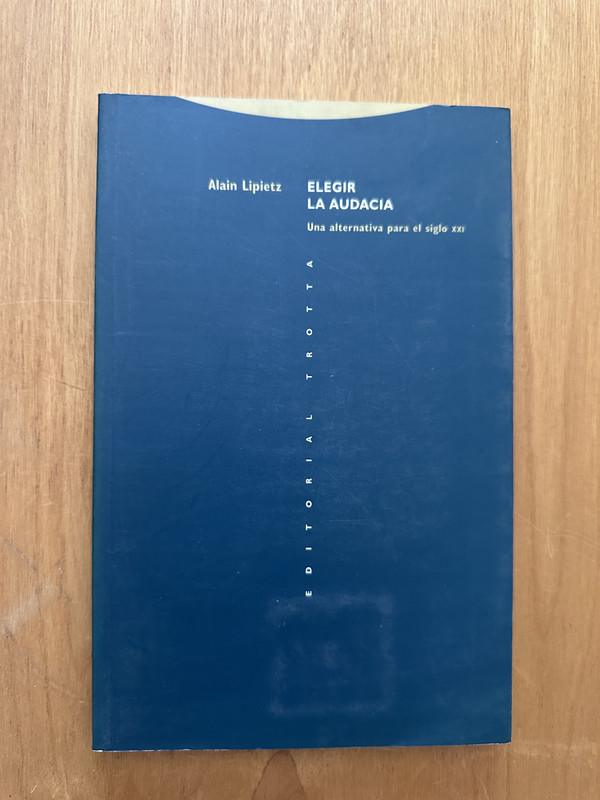 Alain Lipietz
ELEGIR
LA AUDACIA
Una alternativa para el siglo XXI
EDITORIAL TROTTA